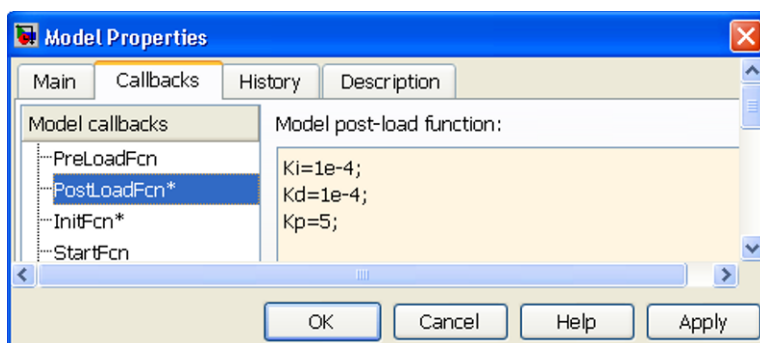 Model Properties
Main Callbacks History Description
Model callbacks
Model post-load function:
PreLoadFcn
PostLoadFcn*
InitFcn*
StartFcn
Ki=1e-4;
Kd=1e-4;
Kp=5;
OK Cancel Help Apply